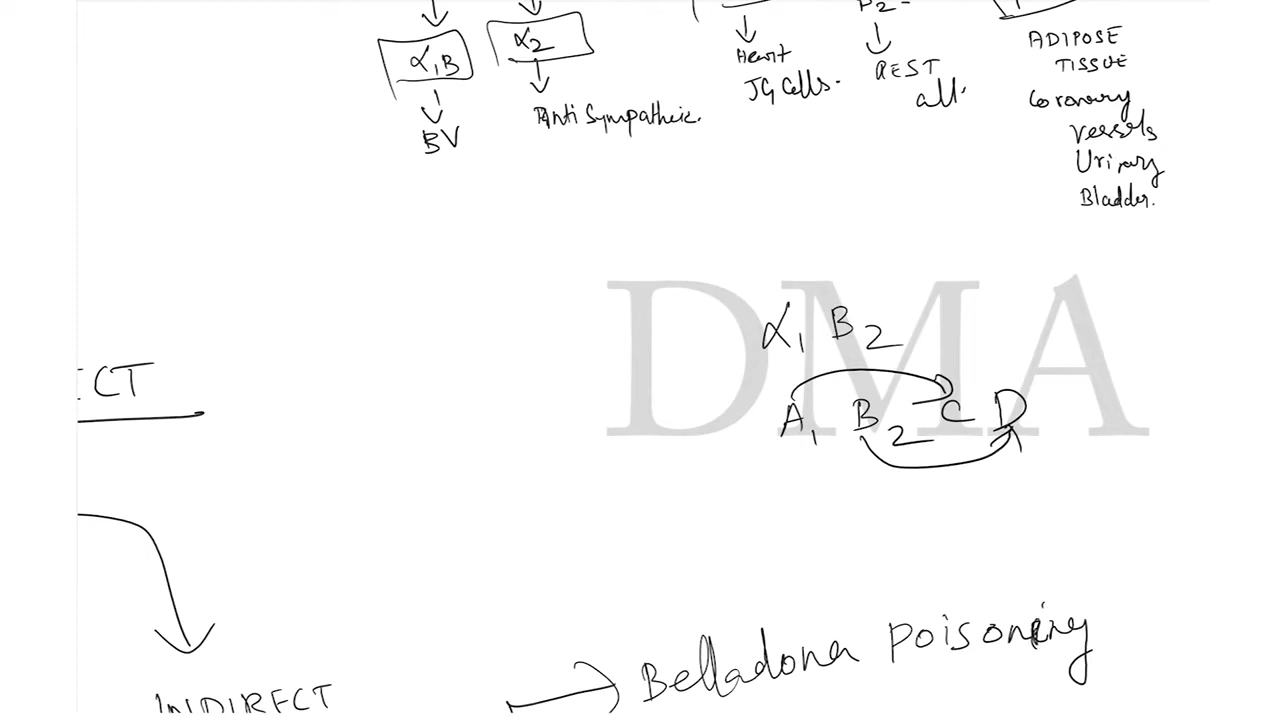 α1B
α2
BV
Anti Sympathetic.
Heart
JG Cells.
β2
REST
all.
ADIPOSE
TISSUE
Coronary
Vessels
Urinary
Bladder.
DMA
α1 B2
A1 B2 C D
ECT
INDIRECT
Belladona Poisoning